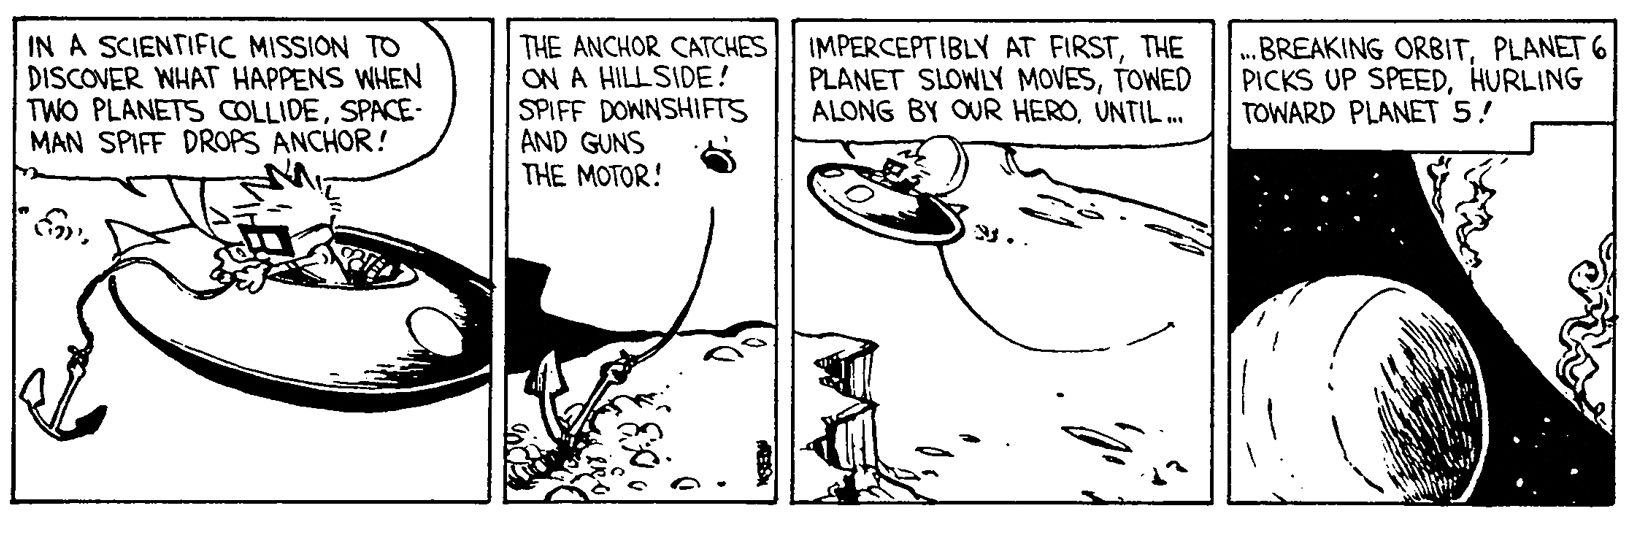 IN A SCIENTIFIC MISSION TO
DISCOVER WHAT HAPPENS WHEN
TWO PLANETS COLLIDE, SPACE-
MAN SPIFF DROPS ANCHOR!
THE ANCHOR CATCHES
ON A HILLSIDE!
SPIFF DOWNSHIFTS
AND GUNS
THE MOTOR!
IMPERCEPTIBLY AT FIRST, THE
PLANET SLOWLY MOVES, TOWED
ALONG BY OUR HERO, UNTIL...
...BREAKING ORBIT, PLANET 6
PICKS UP SPEED, HURLING
TOWARD PLANET 5!